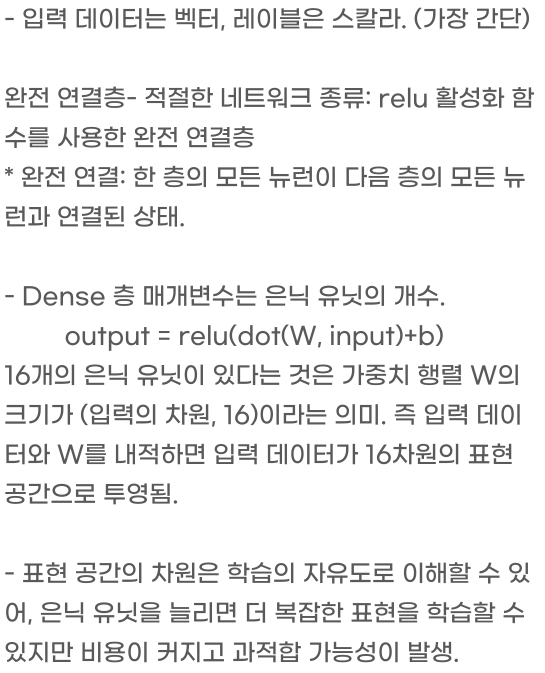 - 입력 데이터는 벡터, 레이블은 스칼라. (가장 간단)
완전 연결층- 적절한 네트워크 종류: relu 활성화 함
수를 사용한 완전 연결층
* 완전 연결: 한 층의 모든 뉴런이 다음 층의 모든 뉴
런과 연결된 상태.
- Dense 층 매개변수는 은닉 유닛의 개수.
output = relu(dot(W, input)+b)
16개의 은닉 유닛이 있다는 것은 가중치 행렬 W의
크기가 (입력의 차원, 16)이라는 의미. 즉 입력 데이
터와 W를 내적하면 입력 데이터가 16차원의 표현
공간으로 투영됨.
- 표현 공간의 차원은 학습의 자유도로 이해할 수 있
어, 은닉 유닛을 늘리면 더 복잡한 표현을 학습할 수
있지만 비용이 커지고 과적합 가능성이 발생.